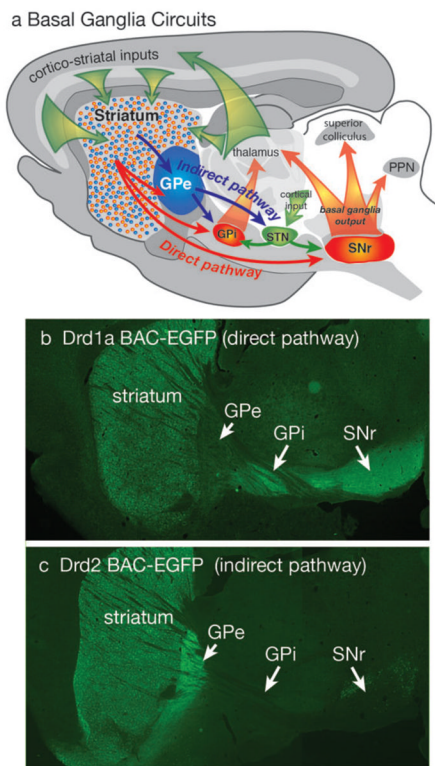 a Basal Ganglia Circuits
cortico-striatal inputs
Striatum
GPe
Indirect pathway
Direct pathway
thalamus
superior
colliculus
PPN
cortical
input
basal ganglia
output
GPi
STN
SNr
b Drd1a BAC-EGFP (direct pathway)
striatum
GPe
GPi
SNr
c Drd2 BAC-EGFP (indirect pathway)
striatum
GPe
GPi
SNr